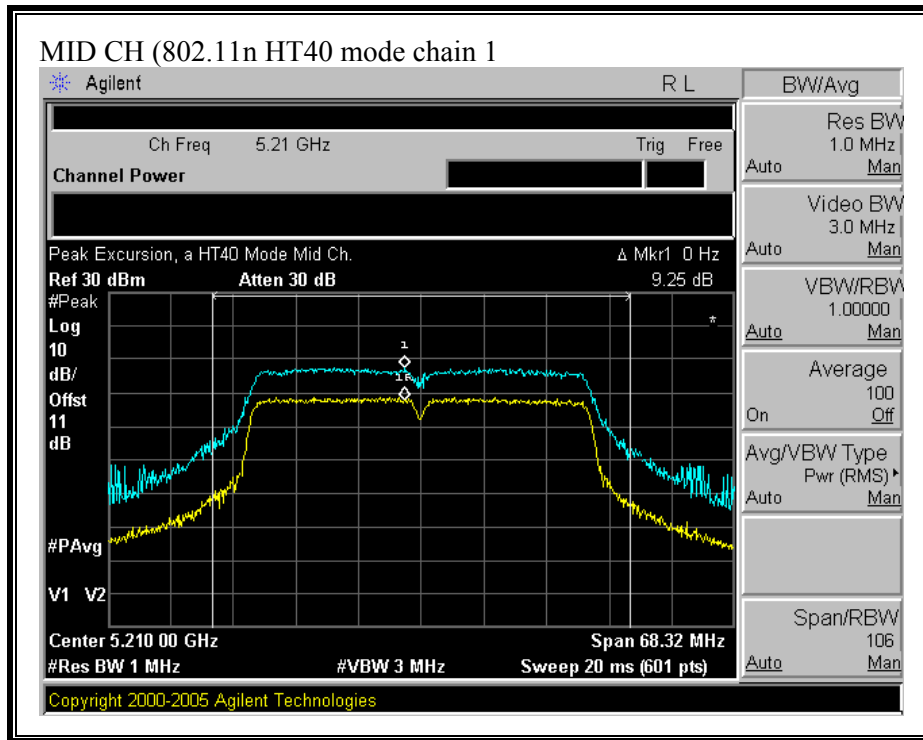 MID CH (802.11n HT40 mode chain 1
Agilent R L BW/Avg
Ch Freq 5.21 GHz Trig Free
Channel Power
Peak Excursion, a HT40 Mode Mid Ch. Δ Mkr1 0 Hz
Ref 30 dBm Atten 30 dB 9.25 dB
#Peak
Log
10
dB/
Offst
11
dB
1
1R
*
#PAvg
V1 V2
Center 5.210 00 GHz Span 68.32 MHz
#Res BW 1 MHz #VBW 3 MHz Sweep 20 ms (601 pts)
Copyright 2000-2005 Agilent Technologies
Res BW
1.0 MHz
Auto Man
Video BW
3.0 MHz
Auto Man
VBW/RBW
1.00000
Auto Man
Average
100
On Off
Avg/VBW Type
Pwr (RMS)
Auto Man
Span/RBW
106
Auto Man